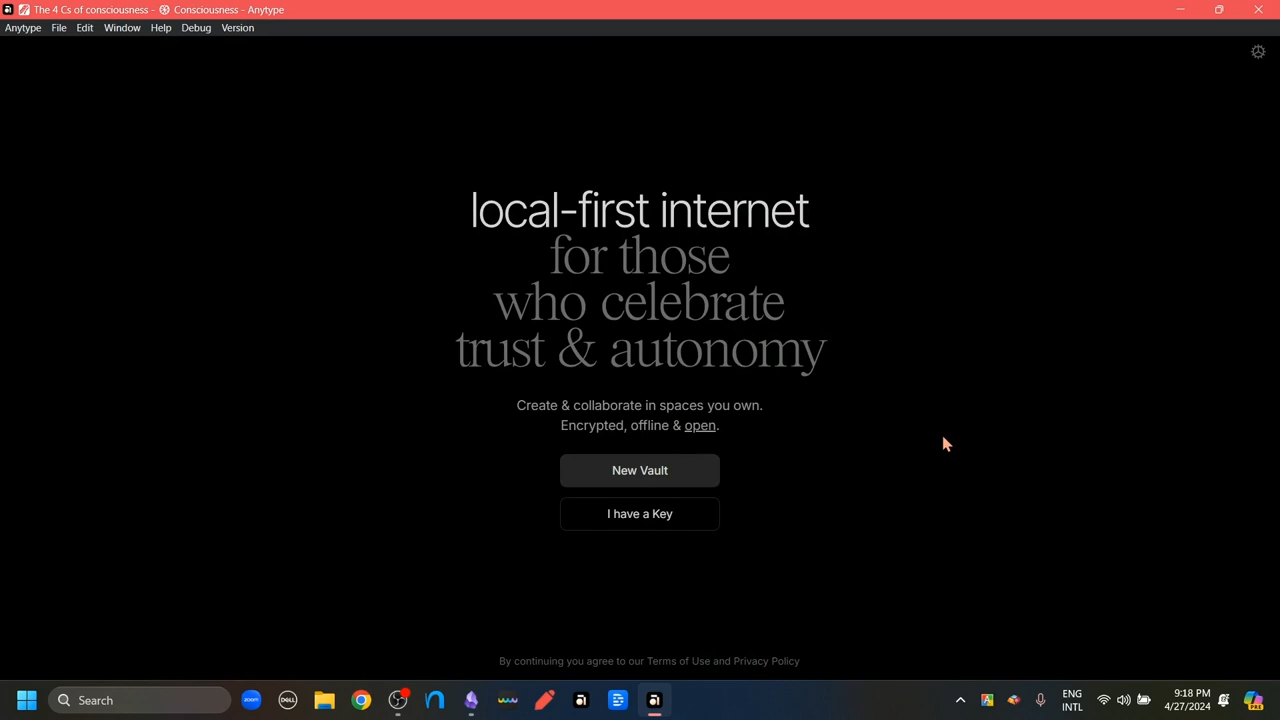 The 4 Cs of consciousness - Consciousness - Anytype
Anytype File Edit Window Help Debug Version
local-first internet
for those
who celebrate
trust & autonomy
Create & collaborate in spaces you own.
Encrypted, offline & open.
New Vault
I have a Key
By continuing you agree to our Terms of Use and Privacy Policy
Search
zoom
DELL
ENG
INTL
9:18 PM
4/27/2024
PRE